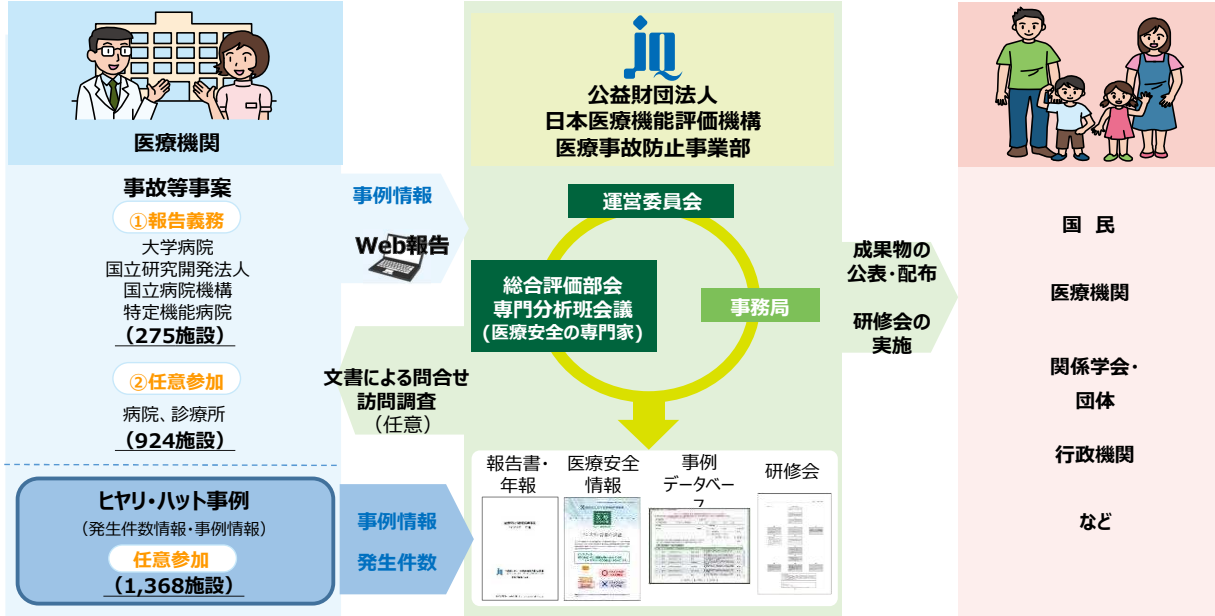 医療機関
事故等事案
①報告義務
大学病院
国立研究開発法人
国立病院機構
特定機能病院
(275施設)
②任意参加
病院、診療所
(924施設)
ヒヤリ・ハット事例
(発生件数情報・事例情報)
任意参加
(1,368施設)
事例情報
Web報告
文書による問合せ
訪問調査
(任意)
事例情報
発生件数
jQ
公益財団法人
日本医療機能評価機構
医療事故防止事業部
運営委員会
総合評価部会
専門分析班会議
(医療安全の専門家)
事務局
報告書・
年報
医療安全
情報
事例
データベー
ス
研修会
成果物の
公表・配布
研修会の
実施
国 民
医療機関
関係学会・
団体
行政機関
など